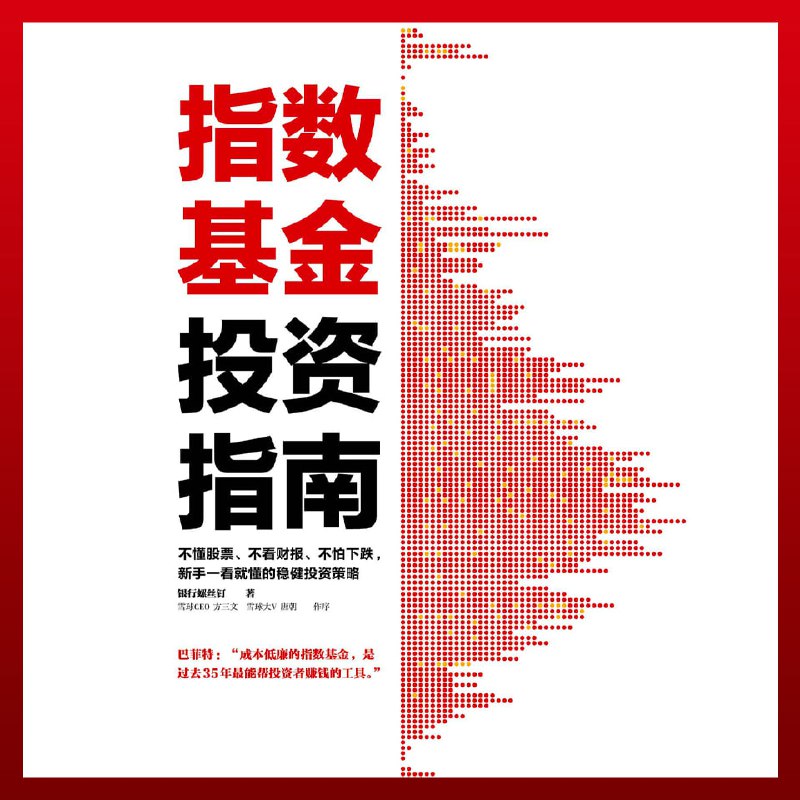 指数
基金
投资
指南
不懂股票、不看财报、不怕下跌，
新手一看就懂的稳健投资策略
银行螺丝钉 著
雪球CEO 方三文 雪球大V 唐朝 作序
巴菲特：“成本低廉的指数基金，是
过去35年最能帮投资者赚钱的工具。”